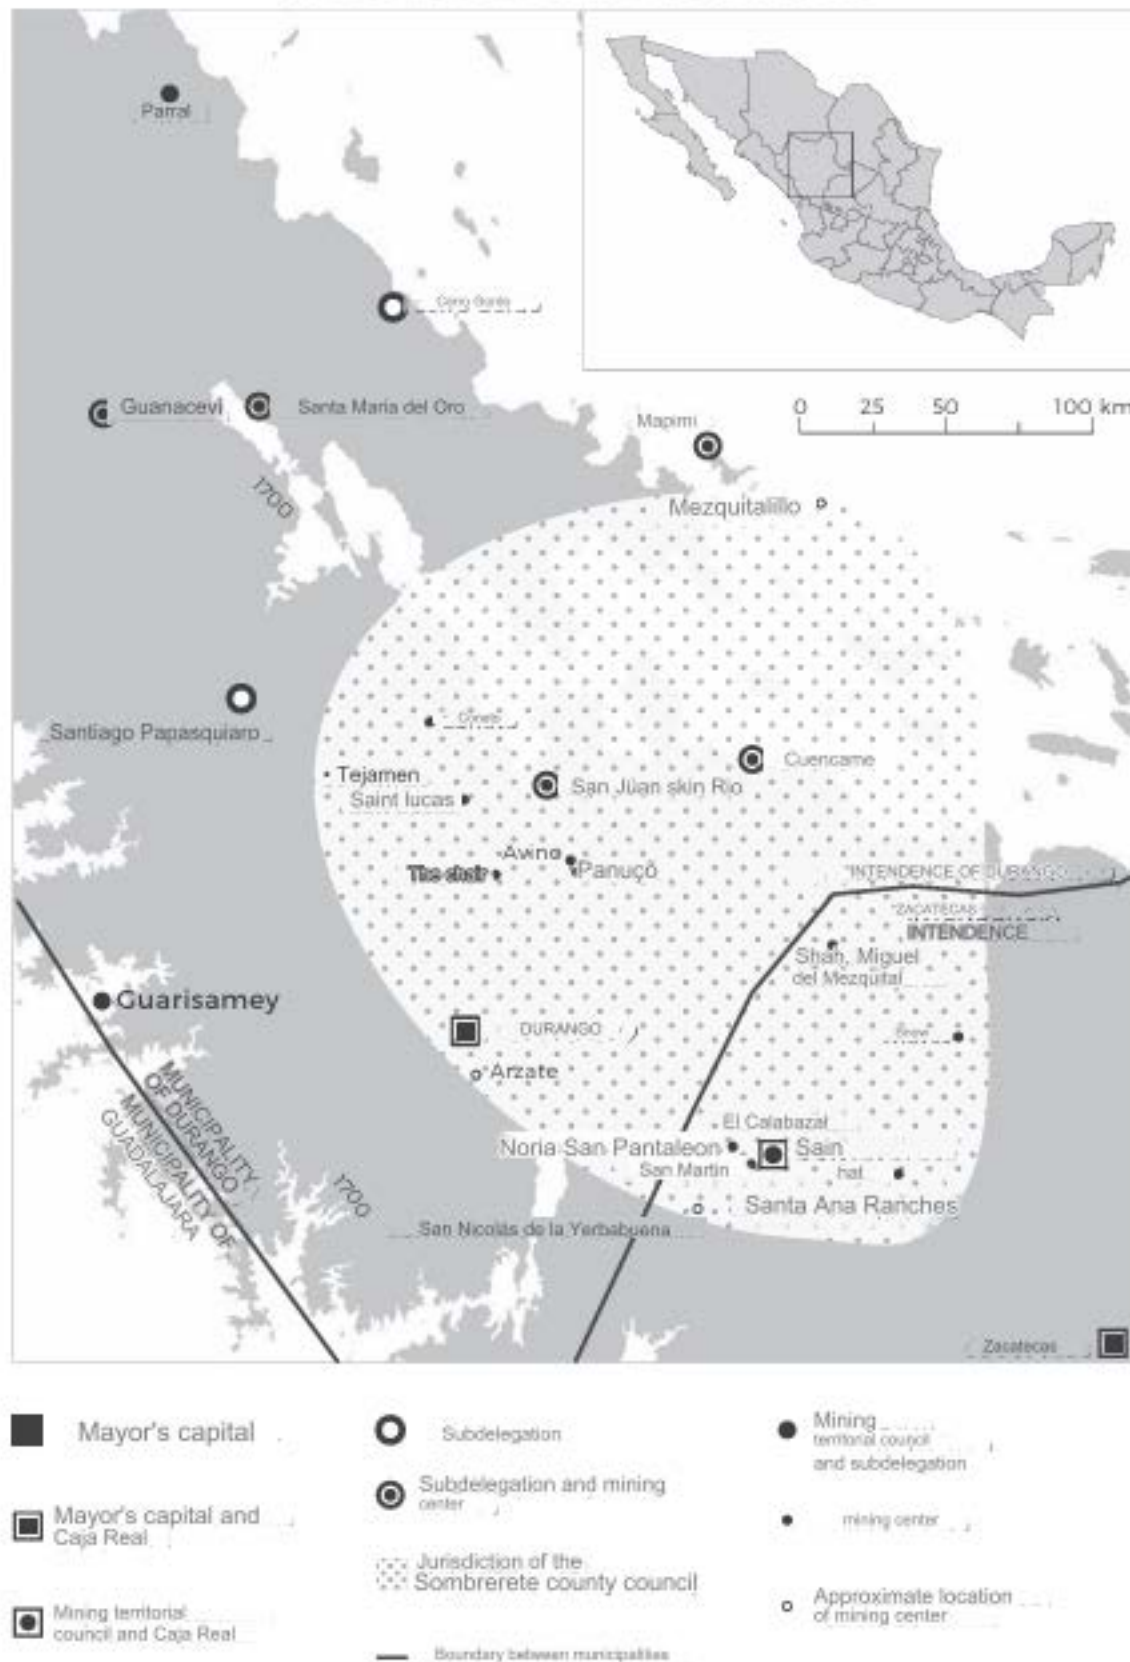 Parral
Guanacevi
Santa Maria del Oro
0 25 50 100 km
Mapimi
1700
Mezquitalillo
Santiago Papasquiaro
Cuencame
Tejamen
San Juan skin Rio
Saint lucas
Avino
The choir
Panuçò
"INTENDENCE OF DURANGO
"ZACATECAS
INTENDENCE
Shah, Miguel
del Mezquital
Guarisamey
DURANGO
Arzate
MUNICIPALITY
OF DURANGO
MUNICIPALITY OF
GUADALAJARA
El Calabazal
Noria San Pantaleon
Sain
San Martin
hat
1700
Santa Ana Ranches
San Nicolás de la Yerbabuena
Zacatecas
Mayor's capital
Mayor's capital and
Caja Real
Mining territorial
council and Caja Real
Subdelegation
Subdelegation and mining
center
Jurisdiction of the
Sombrerete county council
Boundary between municipalities
Mining
territorial council
and subdelegation
mining center
Approximate location
of mining center